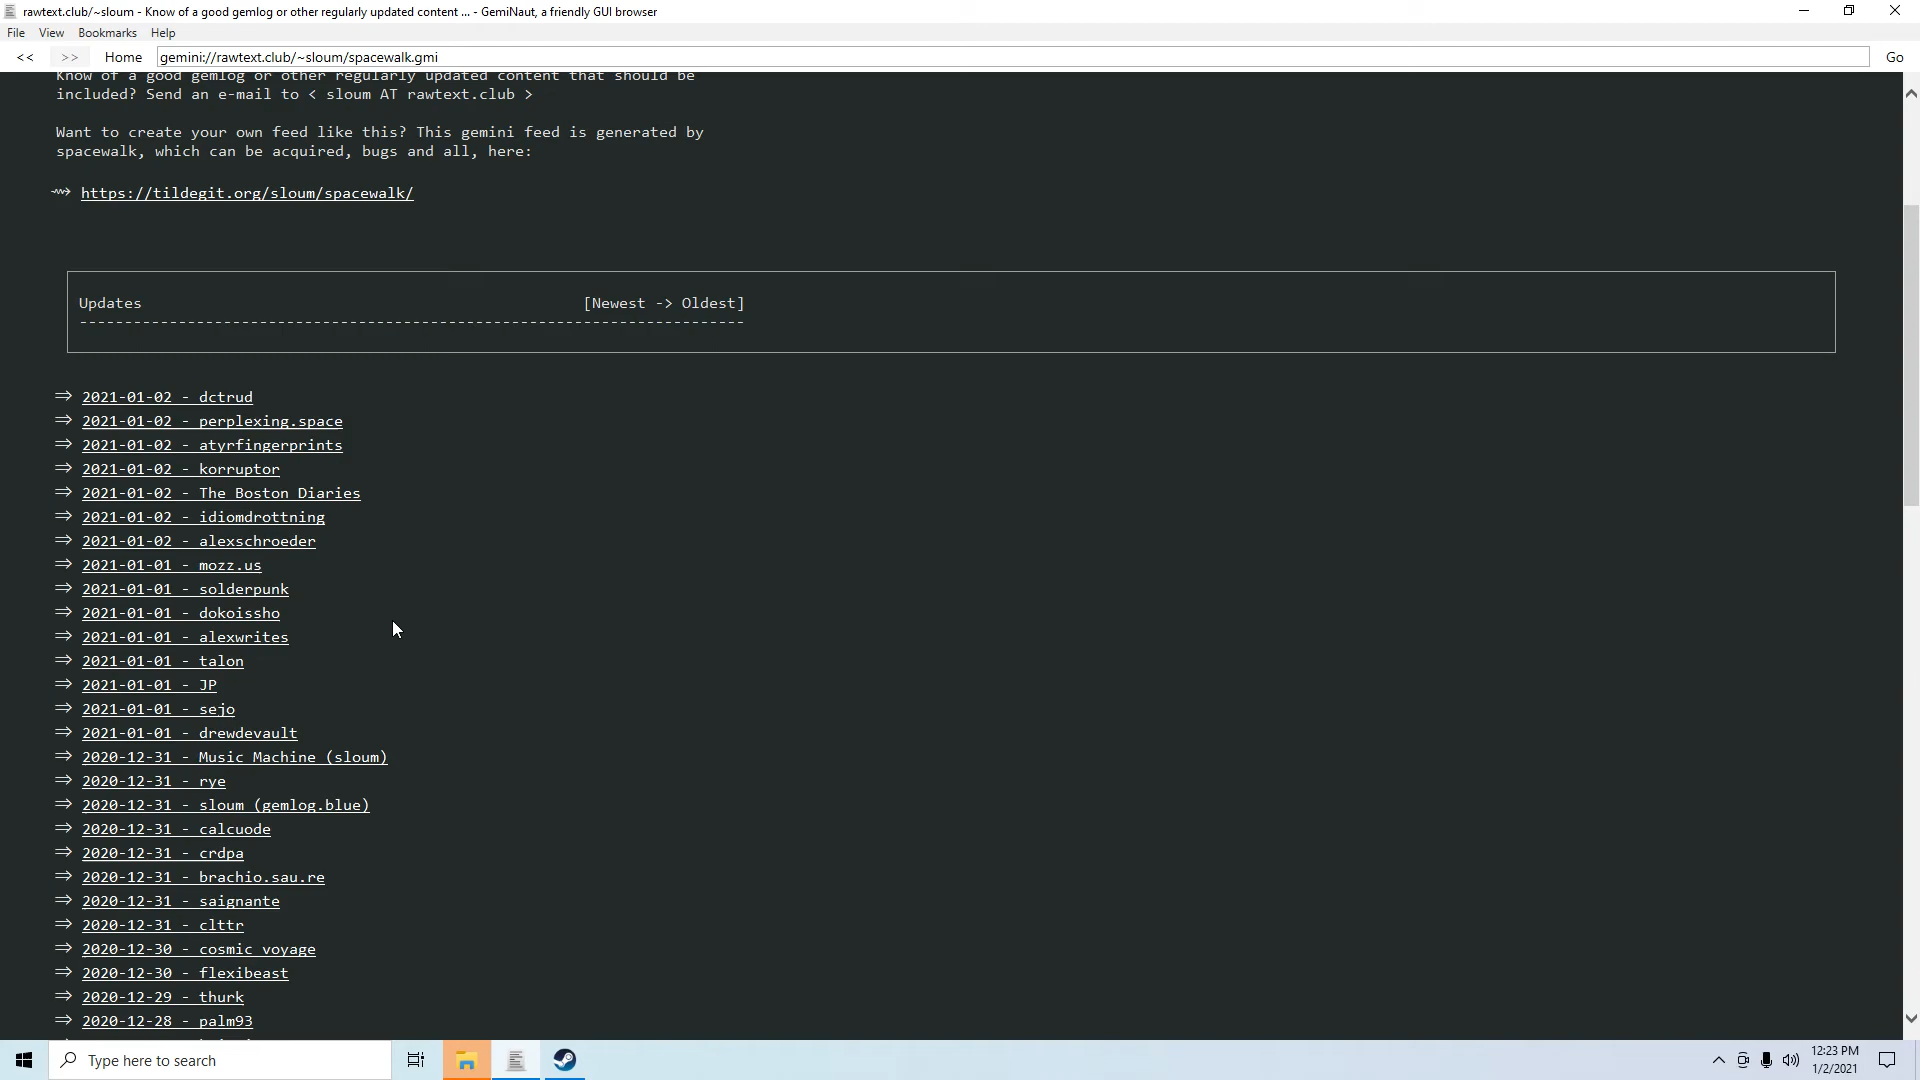 rawtext.club/~sloum - Know of a good gemlog or other regularly updated content ... - GemiNaut, a friendly GUI browser
File View Bookmarks Help
<< >> Home gemini://rawtext.club/~sloum/spacewalk.gmi Go
Know of a good gemlog or other regularly updated content that should be
included? Send an e-mail to < sloum AT rawtext.club >
Want to create your own feed like this? This gemini feed is generated by
spacewalk, which can be acquired, bugs and all, here:
⇝ https://tildegit.org/sloum/spacewalk/
Updates [Newest -> Oldest]
--------------------------------------------------------------------------
⇒ 2021-01-02 - dctrud
⇒ 2021-01-02 - perplexing.space
⇒ 2021-01-02 - atyrfingerprints
⇒ 2021-01-02 - korruptor
⇒ 2021-01-02 - The Boston Diaries
⇒ 2021-01-02 - idiomdrottning
⇒ 2021-01-02 - alexschroeder
⇒ 2021-01-01 - mozz.us
⇒ 2021-01-01 - solderpunk
⇒ 2021-01-01 - dokoissho
⇒ 2021-01-01 - alexwrites
⇒ 2021-01-01 - talon
⇒ 2021-01-01 - JP
⇒ 2021-01-01 - sejo
⇒ 2021-01-01 - drewdevault
⇒ 2020-12-31 - Music Machine (sloum)
⇒ 2020-12-31 - rye
⇒ 2020-12-31 - sloum (gemlog.blue)
⇒ 2020-12-31 - calcuode
⇒ 2020-12-31 - crdpa
⇒ 2020-12-31 - brachio.sau.re
⇒ 2020-12-31 - saignante
⇒ 2020-12-31 - clttr
⇒ 2020-12-30 - cosmic voyage
⇒ 2020-12-30 - flexibeast
⇒ 2020-12-29 - thurk
⇒ 2020-12-28 - palm93
Type here to search
12:23 PM
1/2/2021